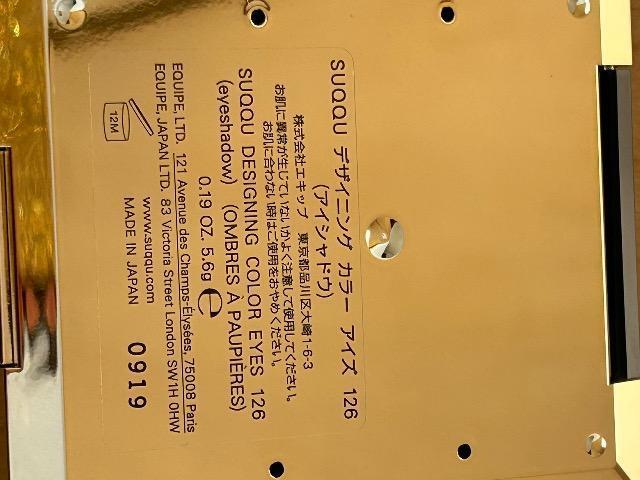 SUQQU デザイニング カラー アイズ 126
(アイシャドウ)
株式会社エキップ 東京都品川区大崎1-6-3
お肌に異常が生じていないかよく注意して使用してください。
お肌に合わない時はご使用をおやめください。
SUQQU DESIGNING COLOR EYES 126
(eyeshadow) (OMBRES À PAUPIÈRES)
0.19 OZ. 5.6g ℮
EQUIPE, LTD. 121 Avenue des Champs-Élysées, 75008 Paris
EQUIPE, JAPAN LTD. 83 Victoria Street London SW1H 0HW
www.suqqu.com
12M
MADE IN JAPAN
0919